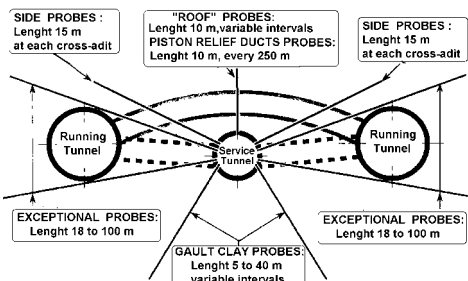 SIDE PROBES :
Lenght 15 m
at each cross-adit
"ROOF" PROBES:
Lenght 10 m,variable intervals
PISTON RELIEF DUCTS PROBES:
Lenght 10 m, every 250 m
SIDE PROBES :
Lenght 15 m
at each cross-adit
Running
Tunnel
Service
Tunnel
Running
Tunnel
EXCEPTIONAL PROBES:
Lenght 18 to 100 m
EXCEPTIONAL PROBES:
Lenght 18 to 100 m
GAULT CLAY PROBES:
Lenght 5 to 40 m
variable intervals